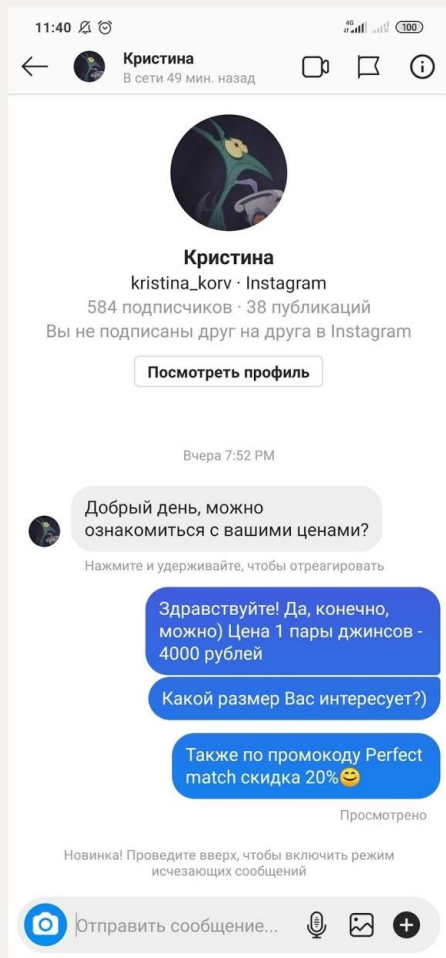 11:40
4G
100
Кристина
В сети 49 мин. назад
Кристина
kristina_korv · Instagram
584 подписчиков · 38 публикаций
Вы не подписаны друг на друга в Instagram
Посмотреть профиль
Вчера 7:52 PM
Добрый день, можно
ознакомиться с вашими ценами?
Нажмите и удерживайте, чтобы отреагировать
Здравствуйте! Да, конечно,
можно) Цена 1 пары джинсов -
4000 рублей
Какой размер Вас интересует?)
Также по промокоду Perfect
match скидка 20%😊
Просмотрено
Новинка! Проведите вверх, чтобы включить режим
исчезающих сообщений
Отправить сообщение...